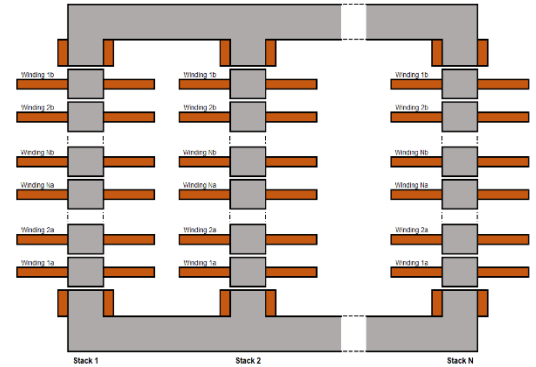 Winding 1b Winding 1b Winding 1b
Winding 2b Winding 2b Winding 2b
Winding Nb Winding Nb Winding Nb
Winding Na Winding Na Winding Na
Winding 2a Winding 2a Winding 2a
Winding 1a Winding 1a Winding 1a
Stack 1 Stack 2 Stack N